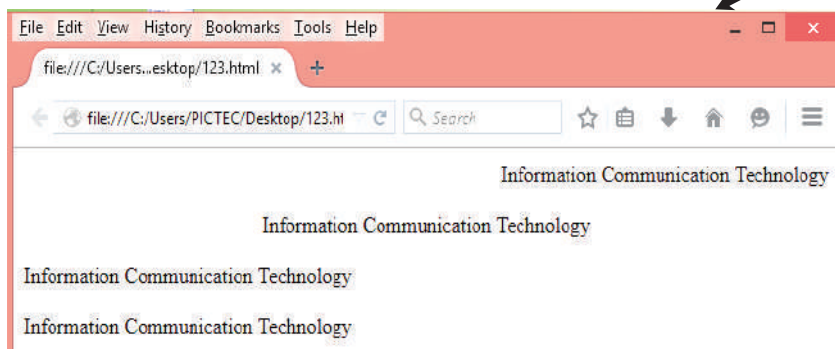 File Edit View History Bookmarks Tools Help
file:///C:/Users...esktop/123.html
file:///C:/Users/PICTEC/Desktop/123.ht Search
Information Communication Technology
Information Communication Technology
Information Communication Technology
Information Communication Technology